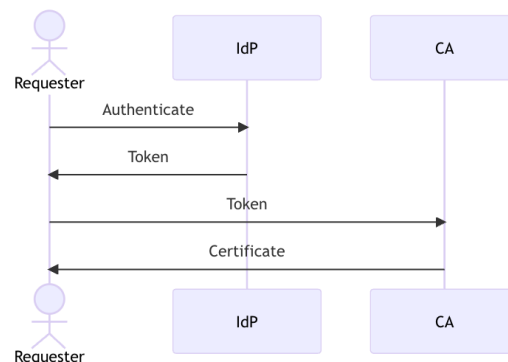 Requester
IdP
CA
Authenticate
Token
Token
Certificate
Requester
IdP
CA